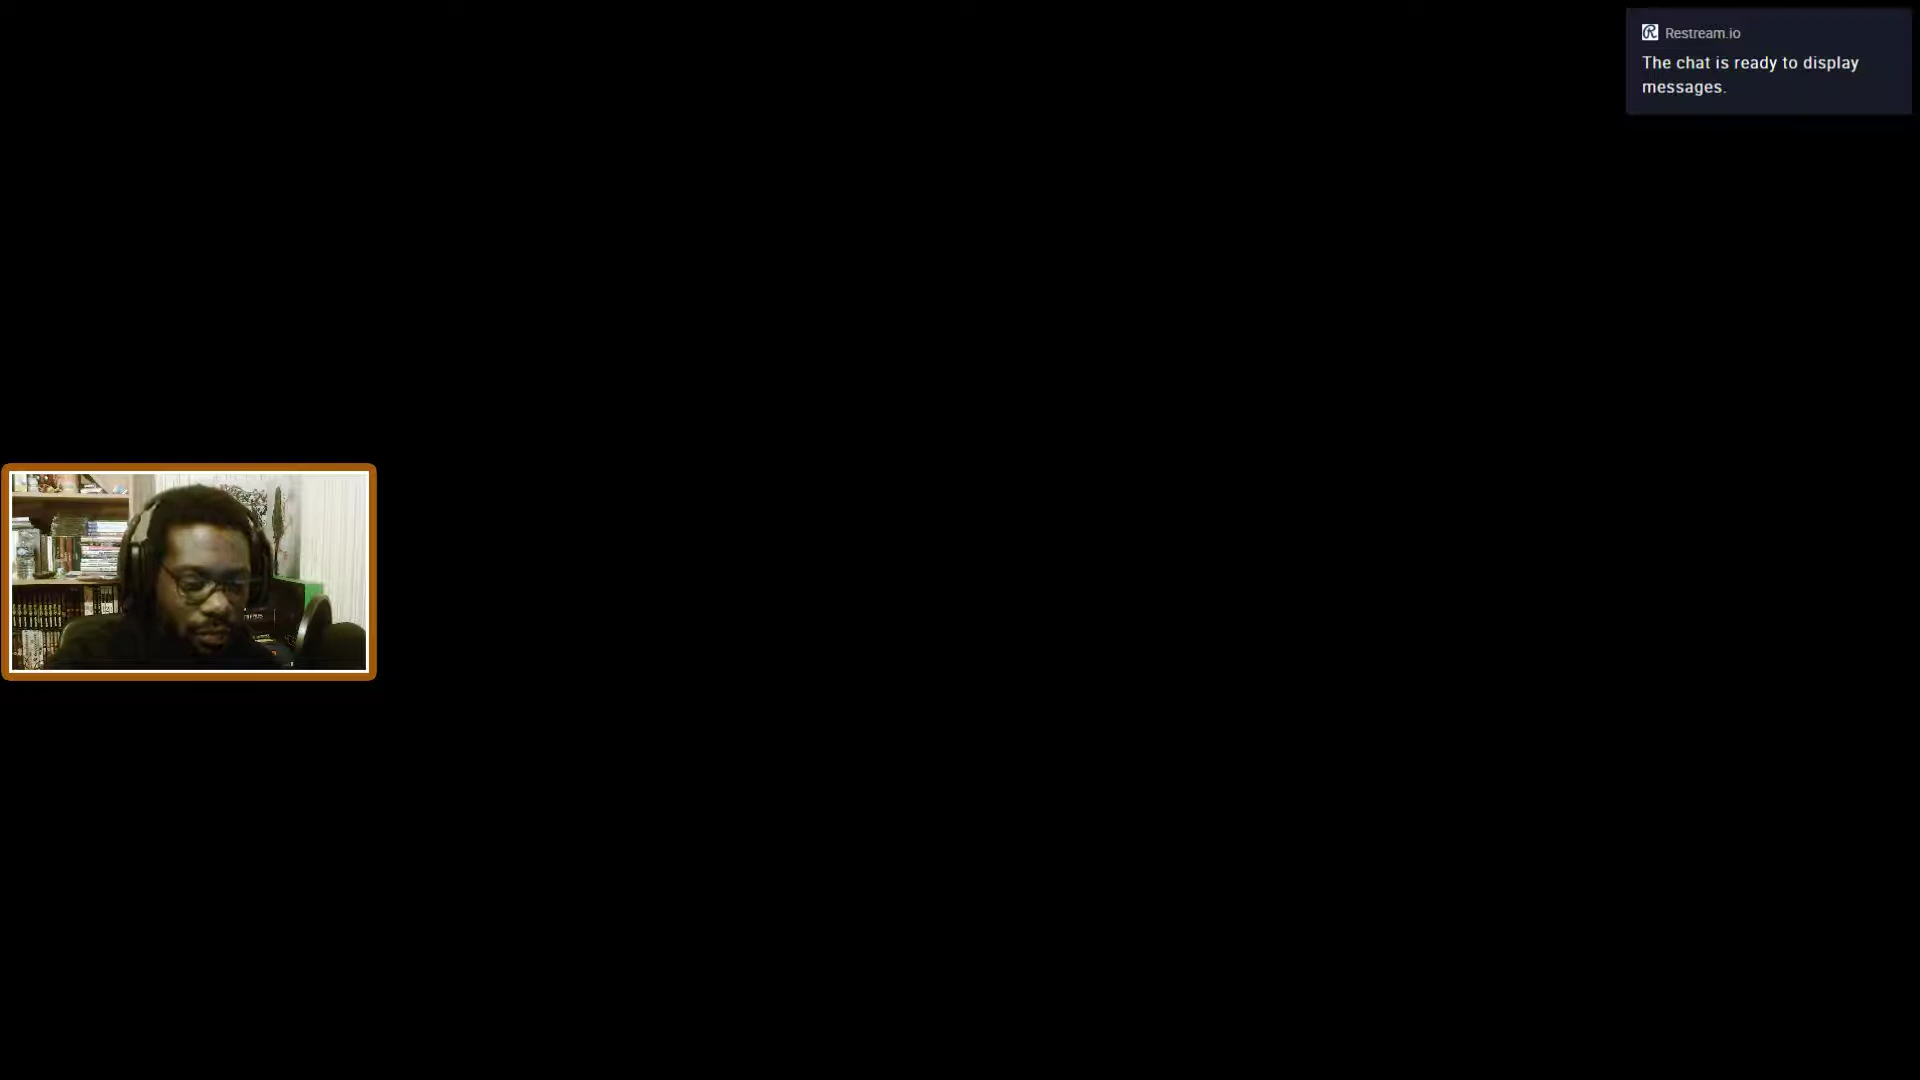 Restream.io
The chat is ready to display
messages.